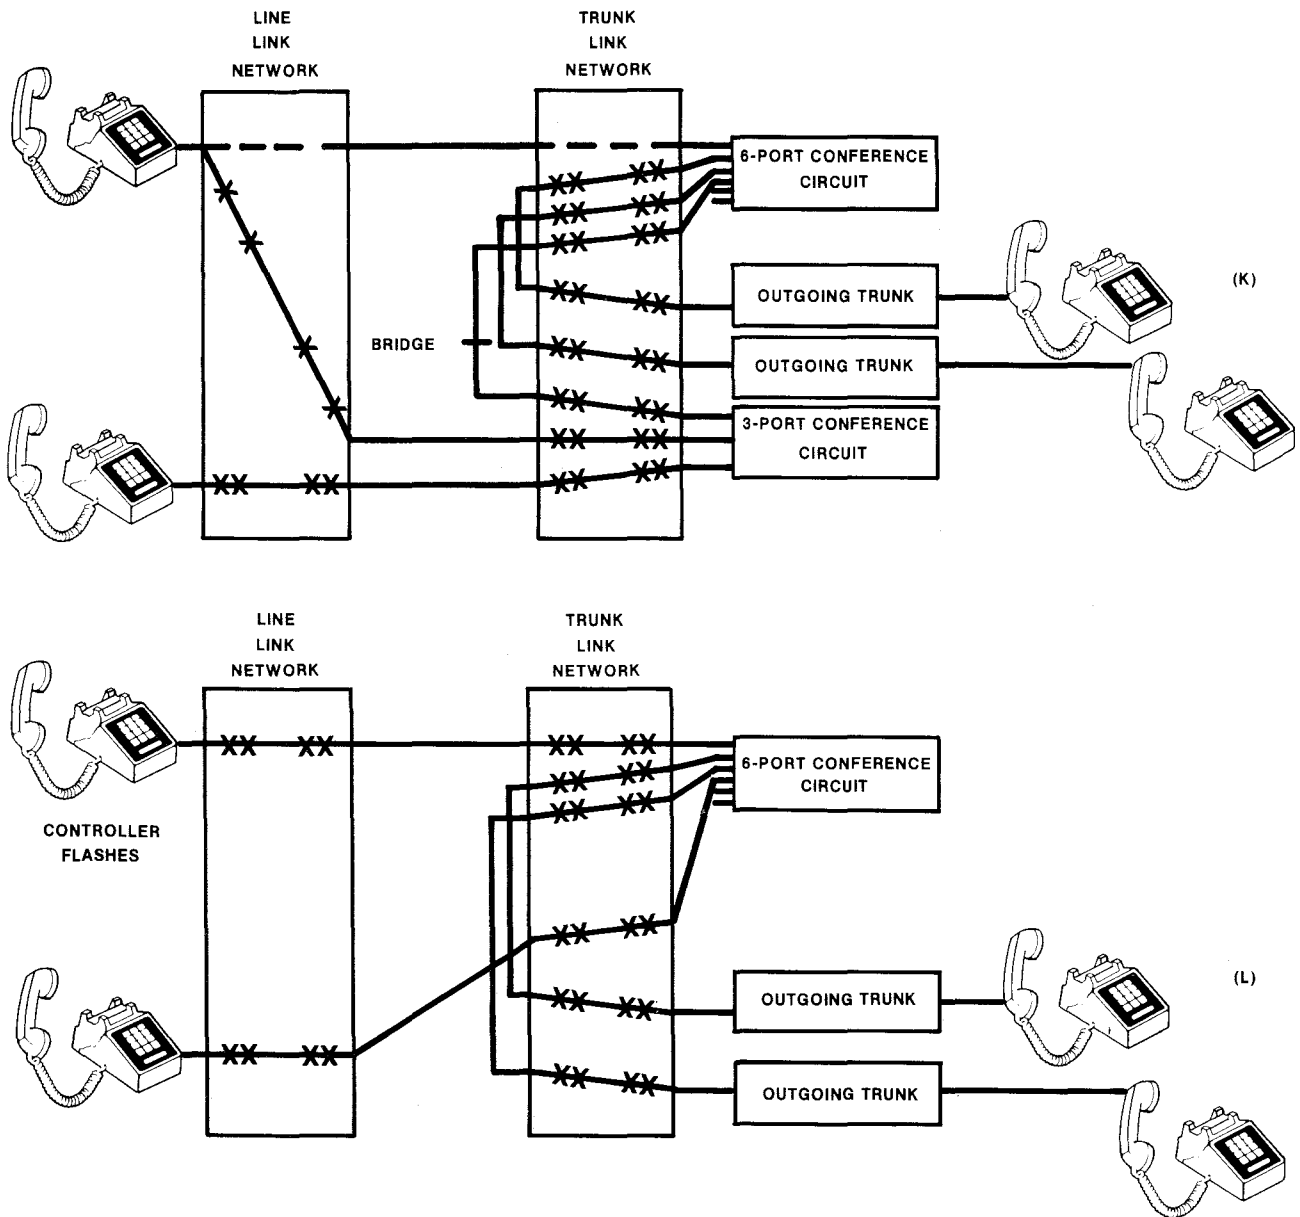 LINE
LINK
NETWORK
TRUNK
LINK
NETWORK
6-PORT CONFERENCE
CIRCUIT
OUTGOING TRUNK
(K)
BRIDGE
OUTGOING TRUNK
3-PORT CONFERENCE
CIRCUIT
LINE
LINK
NETWORK
TRUNK
LINK
NETWORK
6-PORT CONFERENCE
CIRCUIT
CONTROLLER
FLASHES
OUTGOING TRUNK
(L)
OUTGOING TRUNK